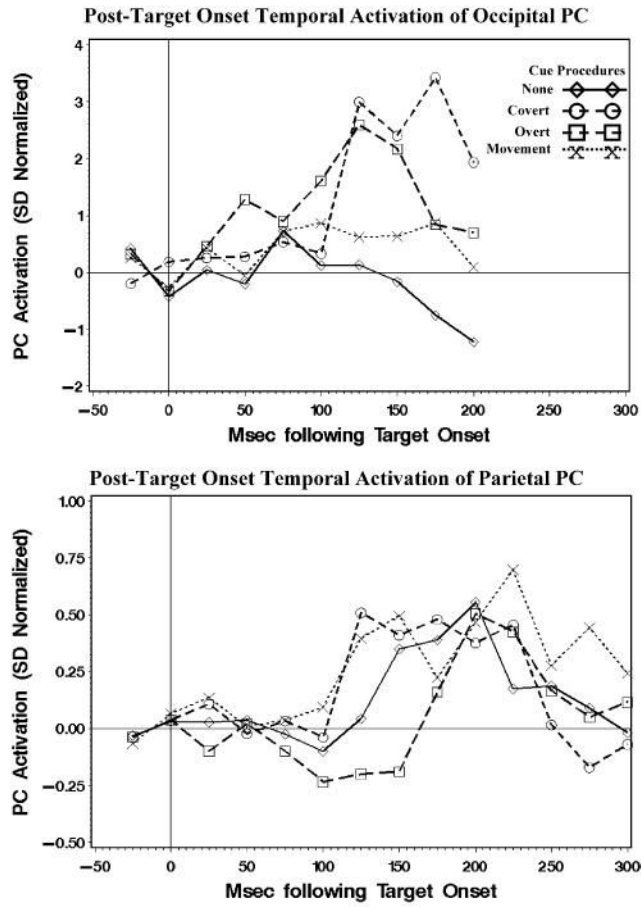 Post-Target Onset Temporal Activation of Occipital PC
PC Activation (SD Normalized)
4
3
2
1
0
−1
−2
Cue Procedures
None
Covert
Overt
Movement
−50 0 50 100 150 200 250 300
Msec following Target Onset
Post-Target Onset Temporal Activation of Parietal PC
PC Activation (SD Normalized)
1.00
0.75
0.50
0.25
0.00
−0.25
−0.50
−50 0 50 100 150 200 250 300
Msec following Target Onset